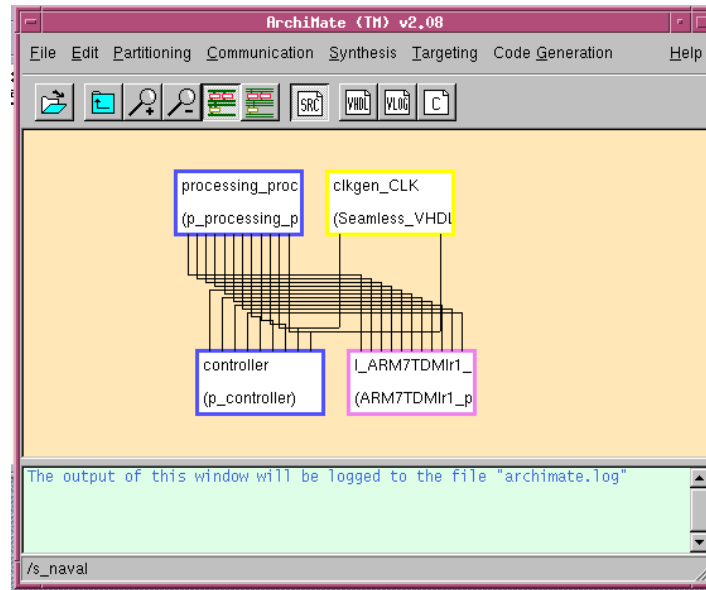 ArchiMate (TM) v2.08
File Edit Partitioning Communication Synthesis Targeting Code Generation Help
SRC VHDL VLOG C
processing_proc
(p_processing_p
clkgen_CLK
(Seamless_VHDL
controller
(p_controller)
I_ARM7TDMIr1_
(ARM7TDMIr1_p
The output of this window will be logged to the file "archimate.log"
/s_naval